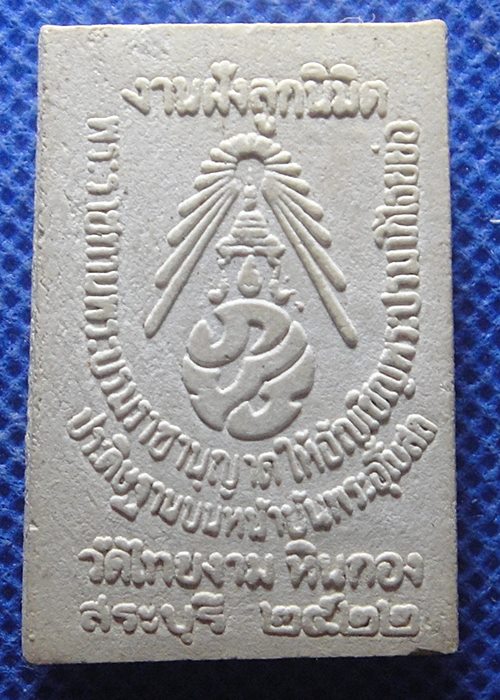 งานฝังลูกนิมิต
พระราชทานพระบรมราชานุญาตให้อัญเชิญพระปรมาภิไธยย่อ
ประดิษฐานบนหน้าบันพระอุโบสถ
วัดไทยงาม หินกอง
สระบุรี ๒๕๒๒